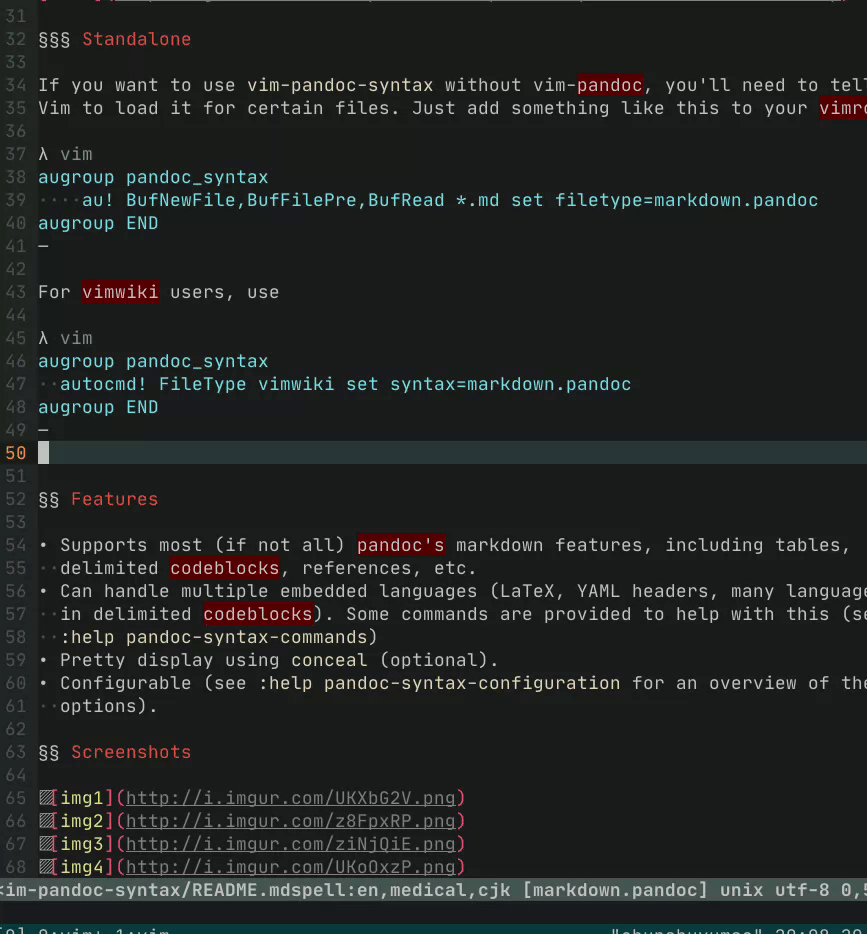 31
32 §§§ Standalone
33
34 If you want to use vim-pandoc-syntax without vim-pandoc, you'll need to tell
35 Vim to load it for certain files. Just add something like this to your
36
37 λ vim
38 augroup pandoc_syntax
39 ····au! BufNewFile,BufFilePre,BufRead *.md set filetype=markdown.pandoc
40 augroup END
41 —
42
43 For vimwiki users, use
44
45 λ vim
46 augroup pandoc_syntax
47 ··autocmd! FileType vimwiki set syntax=markdown.pandoc
48 augroup END
49 —
50
51
52 §§ Features
53
54 • Supports most (if not all) pandoc's markdown features, including tables,
55 ··delimited codeblocks, references, etc.
56 • Can handle multiple embedded languages (LaTeX, YAML headers, many
57 ··in delimited codeblocks). Some commands are provided to help with this
58 ··:help pandoc-syntax-commands)
59 • Pretty display using conceal (optional).
60 • Configurable (see :help pandoc-syntax-configuration for an overview of the
61 ··options).
62
63 §§ Screenshots
64
65 ▨[img1](http://i.imgur.com/UKXbG2V.png)
66 ▨[img2](http://i.imgur.com/z8FpxRP.png)
67 ▨[img3](http://i.imgur.com/ziNjQiE.png)
68 ▨[img4](http://i.imgur.com/UKoOxzP.png)
<im-pandoc-syntax/README.mdspell:en,medical,cjk [markdown.pandoc] unix utf-8